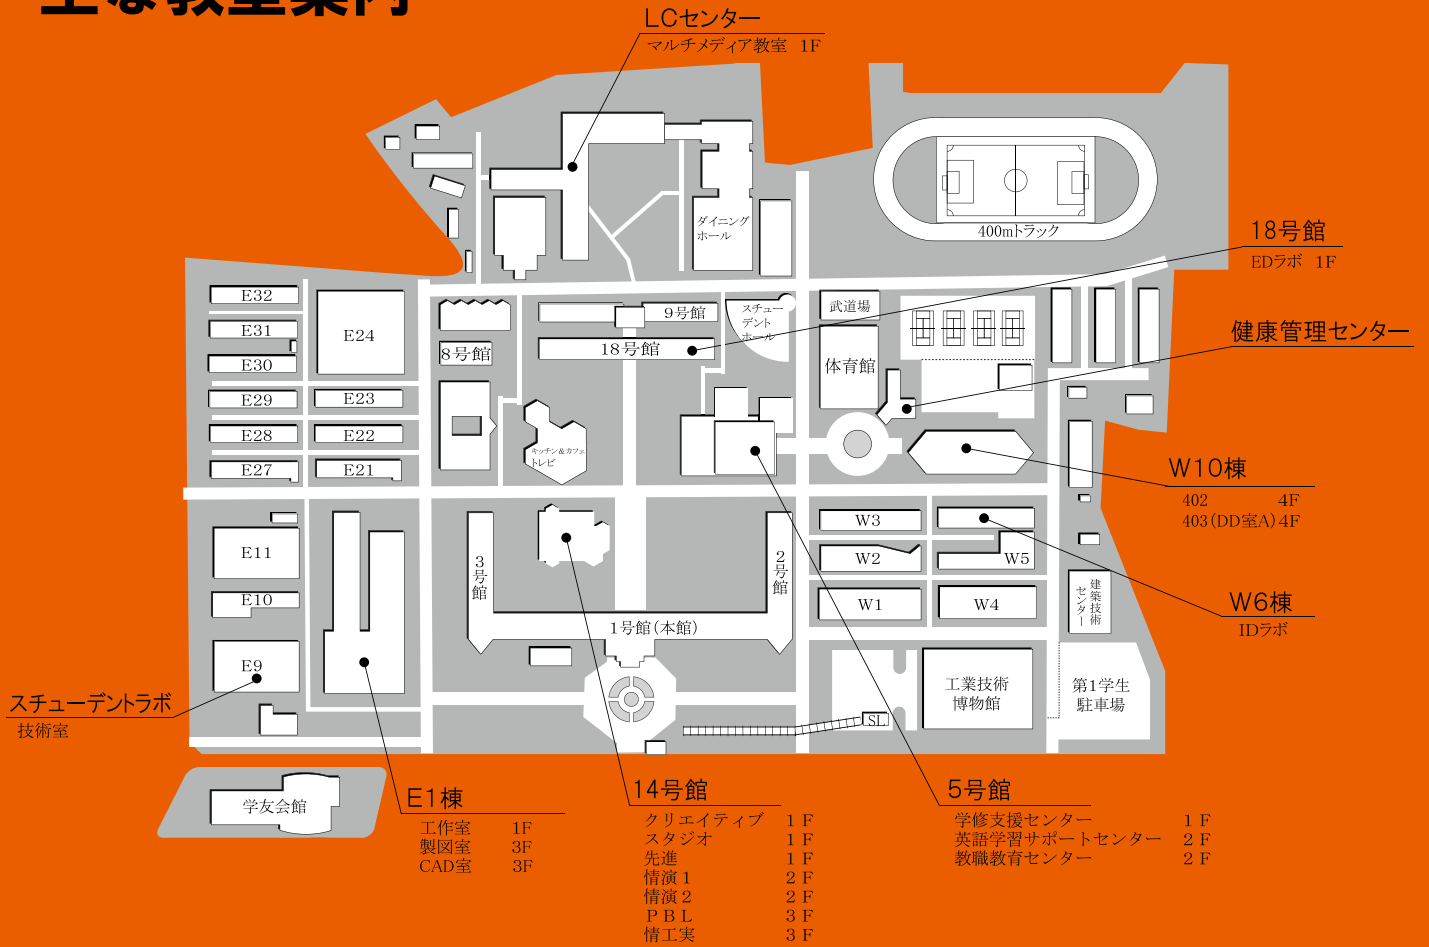 主な教室案内
LCセンター
マルチメディア教室 1F
ダイニング
ホール
400mトラック
18号館
EDラボ 1F
E32
E31
E30
E29
E28
E27
E24
E23
E22
E21
8号館
9号館
18号館
スチュー
デント
ホール
武道場
体育館
健康管理センター
キッチン&カフェ
トレビ
W10棟
402 4F
403(DD室A) 4F
E11
E10
E9
3号館
2号館
1号館(本館)
W3
W2
W1
W5
W4
建築技術
センター
W6棟
IDラボ
工業技術
博物館
第1学生
駐車場
SL
スチューデントラボ
技術室
学友会館
E1棟
工作室 1F
製図室 3F
CAD室 3F
14号館
クリエイティブ 1F
スタジオ 1F
先進 1F
情演1 2F
情演2 2F
PBL 3F
情工実 3F
5号館
学修支援センター 1F
英語学習サポートセンター 2F
教職教育センター 2F